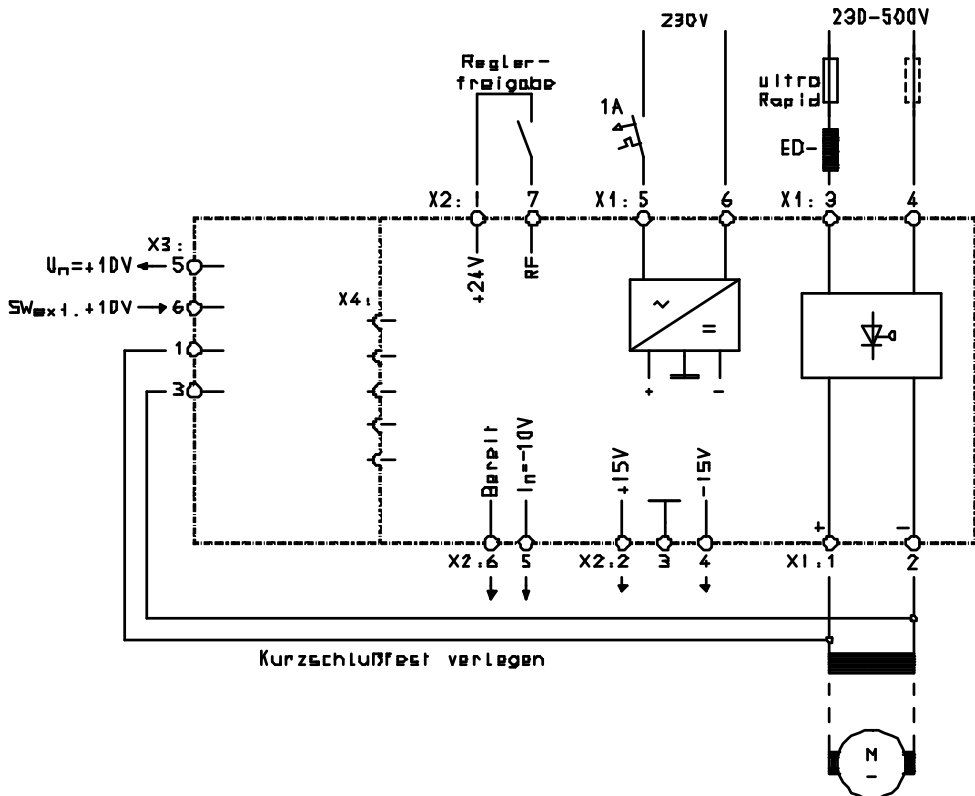 230V
230-500V
Regler-
freigabe
ultra
Rapid
1A
ED-
X2: 1 7 X1: 5 6 X1: 3 4
X3:
Un=+10V 5
+24V
RF
SWext. +10V 6
X4:
~
=
1
3
+ -
Bereit
In=-10V
+15V
-15V
+ -
X2:6 5 X2:2 3 4 X1:1 2
Kurzschlußfest verlegen
M
-